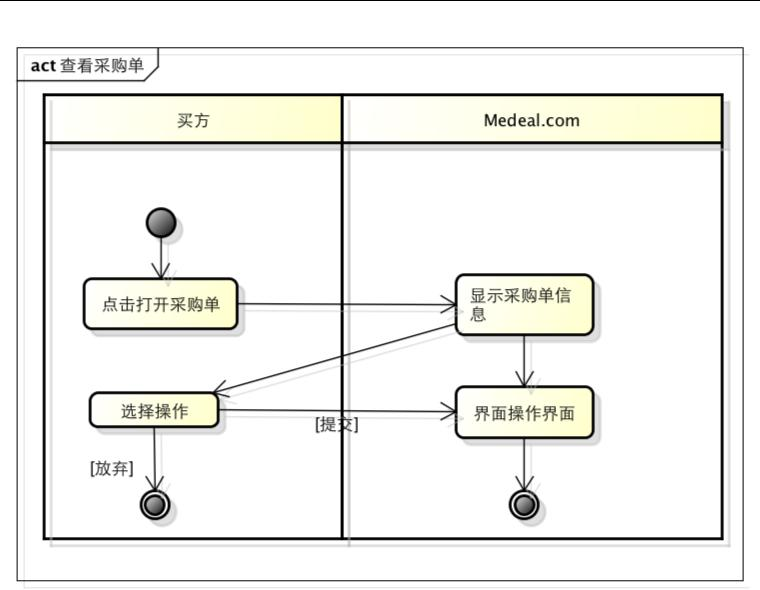 act 查看采购单
买方
Medeal.com
点击打开采购单
显示采购单信
息
选择操作
[提交]
界面操作界面
[放弃]